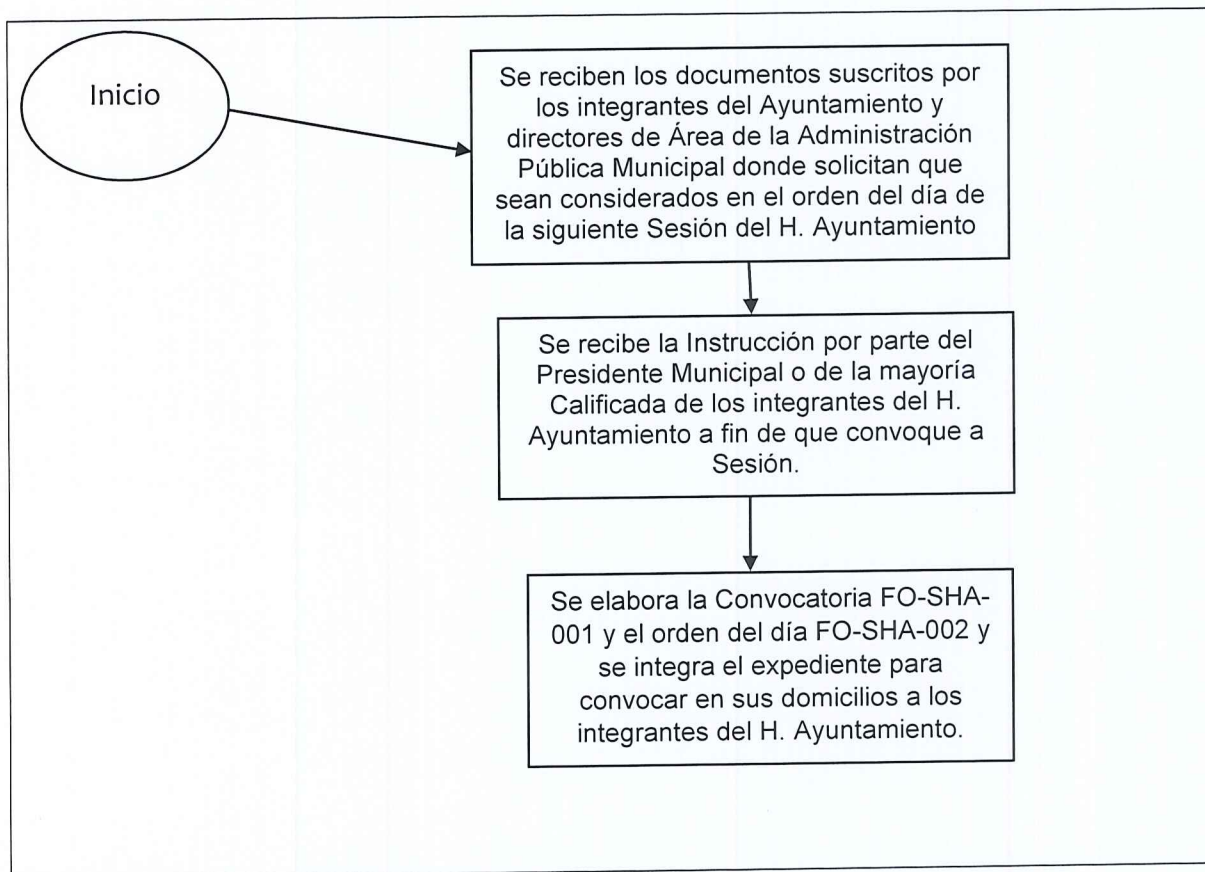 Inicio
Se reciben los documentos suscritos por
los integrantes del Ayuntamiento y
directores de Área de la Administración
Pública Municipal donde solicitan que
sean considerados en el orden del día de
la siguiente Sesión del H. Ayuntamiento
Se recibe la Instrucción por parte del
Presidente Municipal o de la mayoría
Calificada de los integrantes del H.
Ayuntamiento a fin de que convoque a
Sesión.
Se elabora la Convocatoria FO-SHA-
001 y el orden del día FO-SHA-002 y
se integra el expediente para
convocar en sus domicilios a los
integrantes del H. Ayuntamiento.